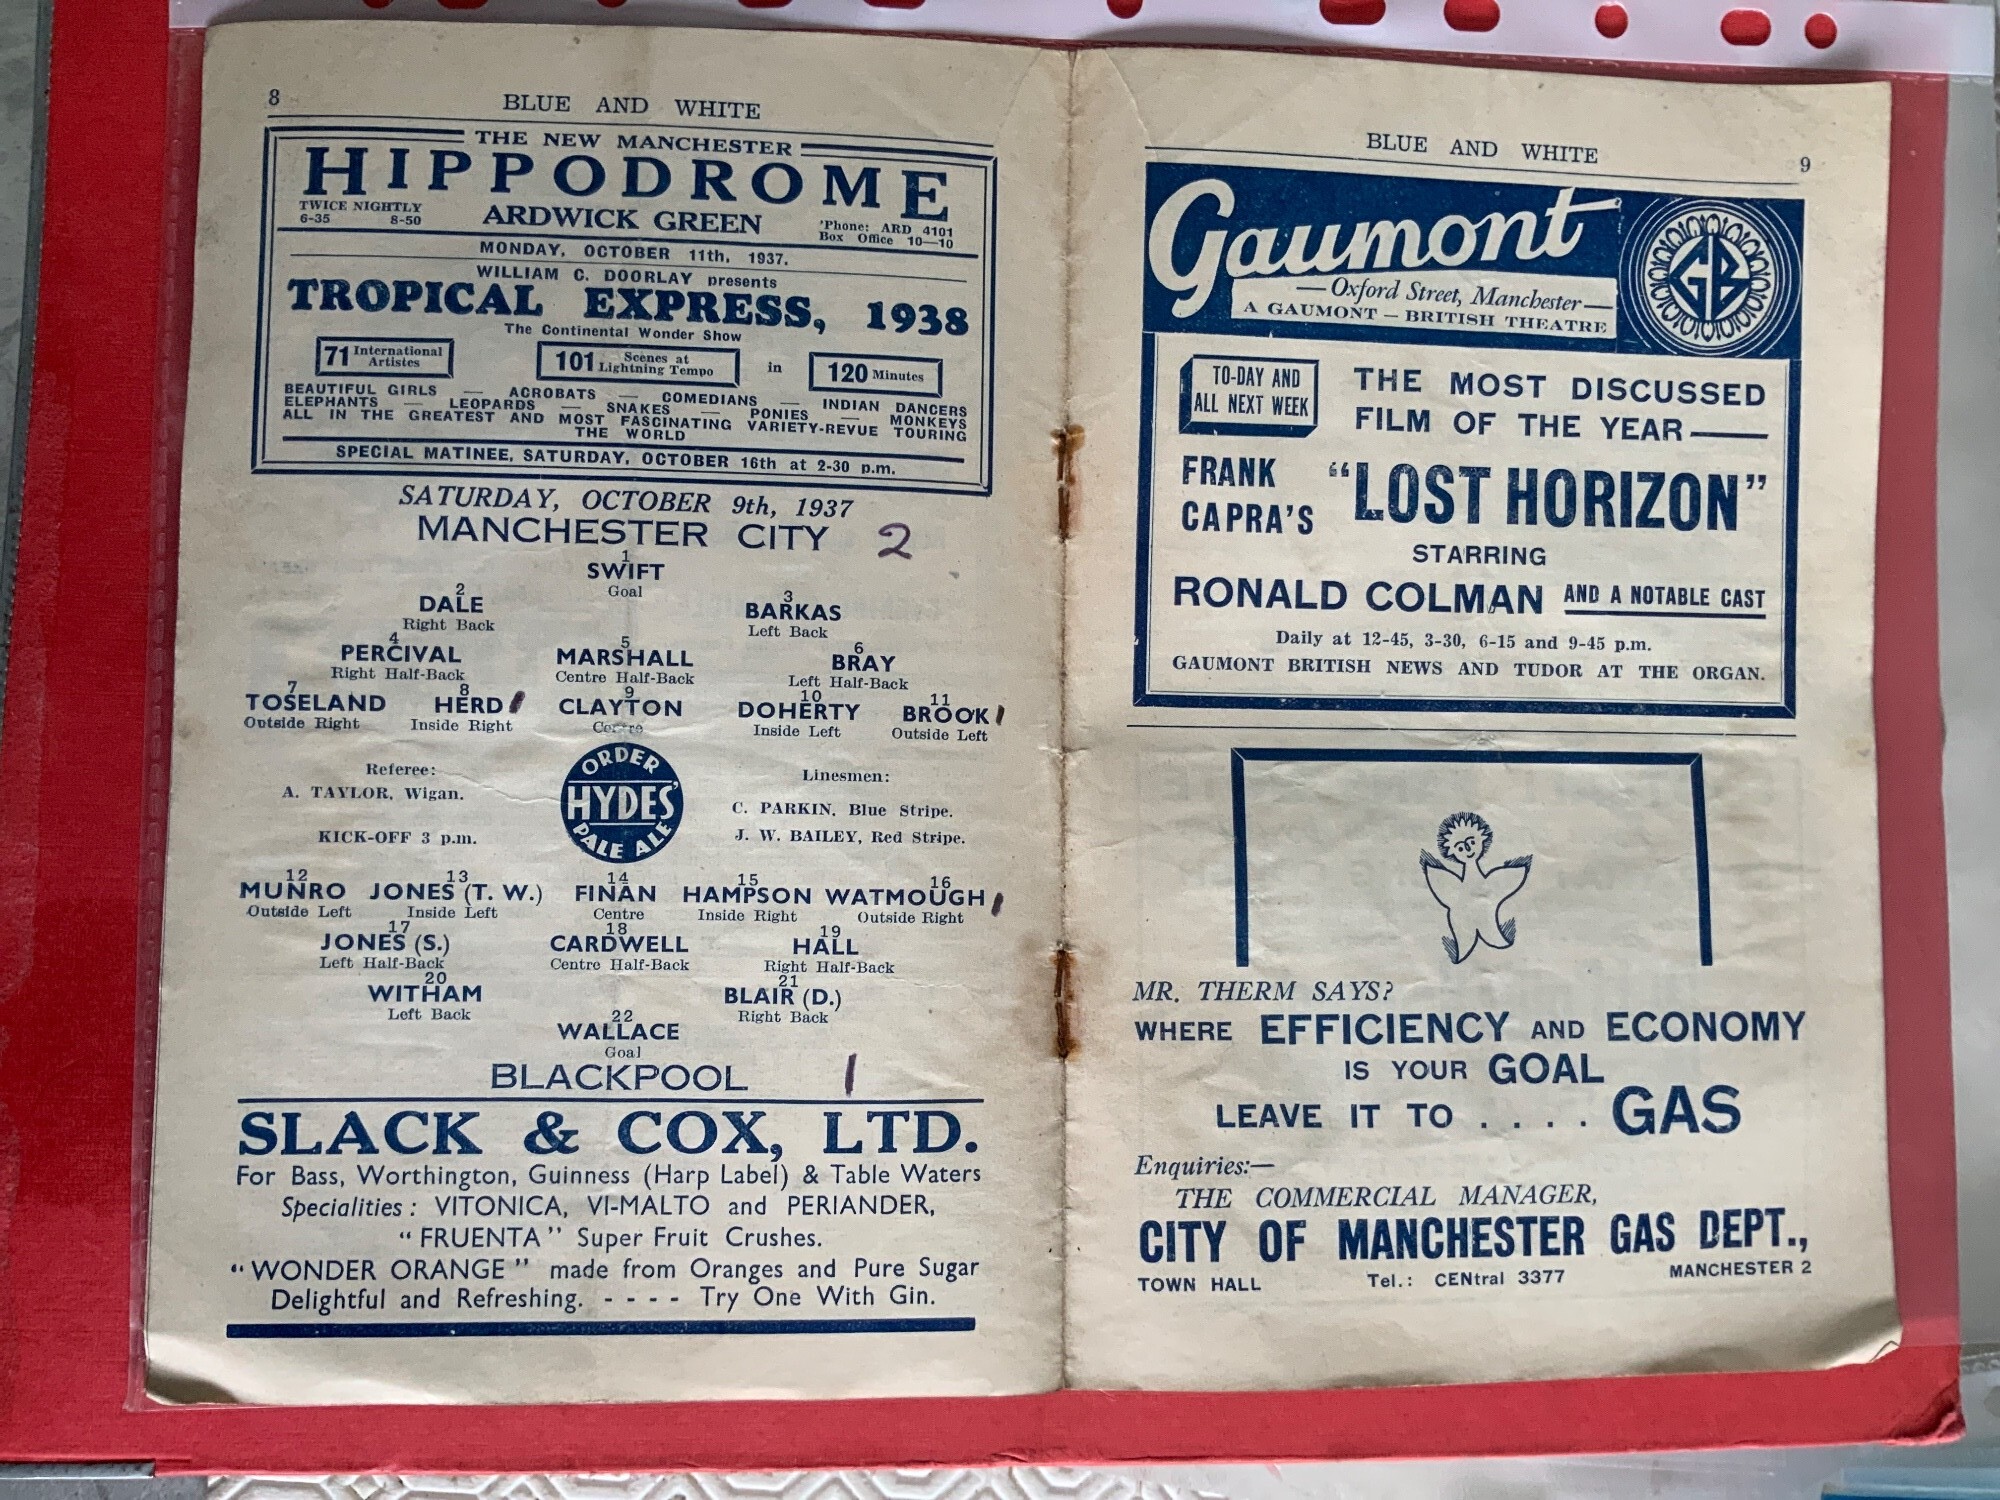 8
BLUE AND WHITE
THE NEW MANCHESTER
HIPPODROME
TWICE NIGHTLY
6-35 8-50
ARDWICK GREEN
'Phone: ARD 4101
Box Office 10—10
MONDAY, OCTOBER 11th, 1937.
WILLIAM C. DOORLAY presents
TROPICAL EXPRESS, 1938
The Continental Wonder Show
71 International Artistes
101 Scenes at Lightning Tempo
in
120 Minutes
BEAUTIFUL GIRLS — ACROBATS — COMEDIANS — INDIAN DANCERS
ELEPHANTS — LEOPARDS — SNAKES — PONIES — MONKEYS
ALL IN THE GREATEST AND MOST FASCINATING VARIETY-REVUE TOURING
THE WORLD
SPECIAL MATINEE, SATURDAY, OCTOBER 16th at 2-30 p.m.
SATURDAY, OCTOBER 9th, 1937
MANCHESTER CITY 2
1
SWIFT
Goal
2 3
DALE BARKAS
Right Back Left Back
4 5 6
PERCIVAL MARSHALL BRAY
Right Half-Back Centre Half-Back Left Half-Back
7 8 9 10 11
TOSELAND HERD 1 CLAYTON DOHERTY BROOK 1
Outside Right Inside Right Centre Inside Left Outside Left
Referee:
A. TAYLOR, Wigan.
KICK-OFF 3 p.m.
ORDER
HYDES'
PALE ALE
Linesmen:
C. PARKIN, Blue Stripe.
J. W. BAILEY, Red Stripe.
12 13 14 15 16
MUNRO JONES (T. W.) FINAN HAMPSON WATMOUGH 1
Outside Left Inside Left Centre Inside Right Outside Right
17 18 19
JONES (S.) CARDWELL HALL
Left Half-Back Centre Half-Back Right Half-Back
20 21
WITHAM BLAIR (D.)
Left Back Right Back
22
WALLACE
Goal
BLACKPOOL 1
SLACK & COX, LTD.
For Bass, Worthington, Guinness (Harp Label) & Table Waters
Specialities : VITONICA, VI-MALTO and PERIANDER,
"FRUENTA" Super Fruit Crushes.
"WONDER ORANGE" made from Oranges and Pure Sugar
Delightful and Refreshing. - - - - Try One With Gin.
BLUE AND WHITE
9
Gaumont
— Oxford Street, Manchester —
A GAUMONT — BRITISH THEATRE
GB
TO-DAY AND
ALL NEXT WEEK
THE MOST DISCUSSED
FILM OF THE YEAR —
FRANK
CAPRA'S
"LOST HORIZON"
STARRING
RONALD COLMAN AND A NOTABLE CAST
Daily at 12-45, 3-30, 6-15 and 9-45 p.m.
GAUMONT BRITISH NEWS AND TUDOR AT THE ORGAN.
MR. THERM SAYS?
WHERE EFFICIENCY AND ECONOMY
IS YOUR GOAL
LEAVE IT TO . . . . GAS
Enquiries:—
THE COMMERCIAL MANAGER,
CITY OF MANCHESTER GAS DEPT.,
TOWN HALL Tel.: CENtral 3377 MANCHESTER 2